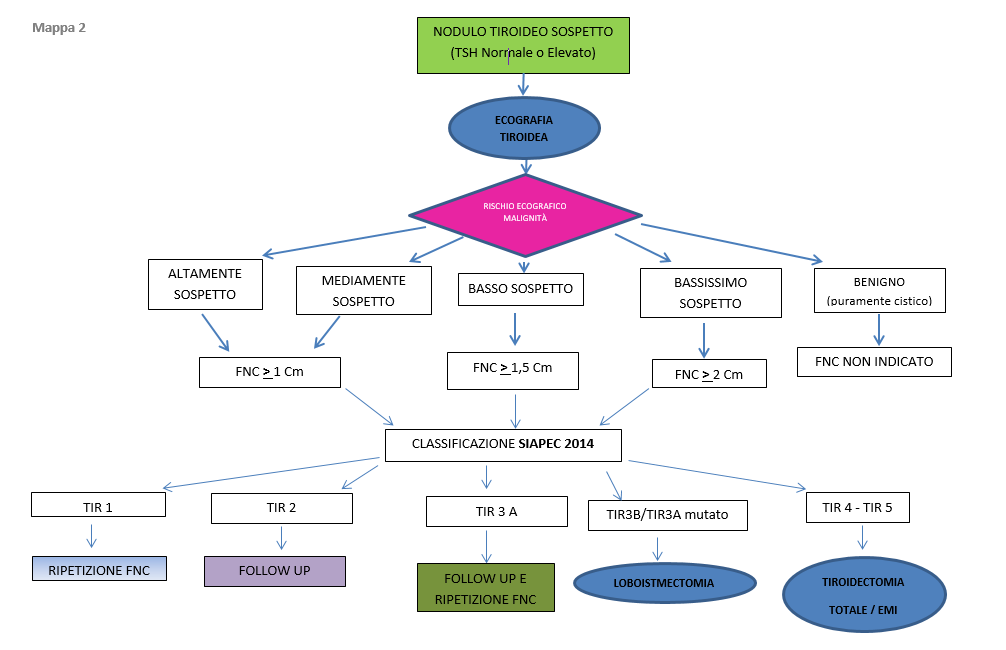 Mappa 2
NODULO TIROIDEO SOSPETTO
(TSH Normale o Elevato)
ECOGRAFIA
TIROIDEA
RISCHIO ECOGRAFICO
MALIGNITÀ
ALTAMENTE
SOSPETTO
MEDIAMENTE
SOSPETTO
BASSO SOSPETTO
BASSISSIMO
SOSPETTO
BENIGNO
(puramente cistico)
FNC > 1 Cm
FNC > 1,5 Cm
FNC > 2 Cm
FNC NON INDICATO
CLASSIFICAZIONE SIAPEC 2014
TIR 1
TIR 2
TIR 3 A
TIR3B/TIR3A mutato
TIR 4 - TIR 5
RIPETIZIONE FNC
FOLLOW UP
FOLLOW UP E
RIPETIZIONE FNC
LOBOISTMECTOMIA
TIROIDECTOMIA
TOTALE / EMI